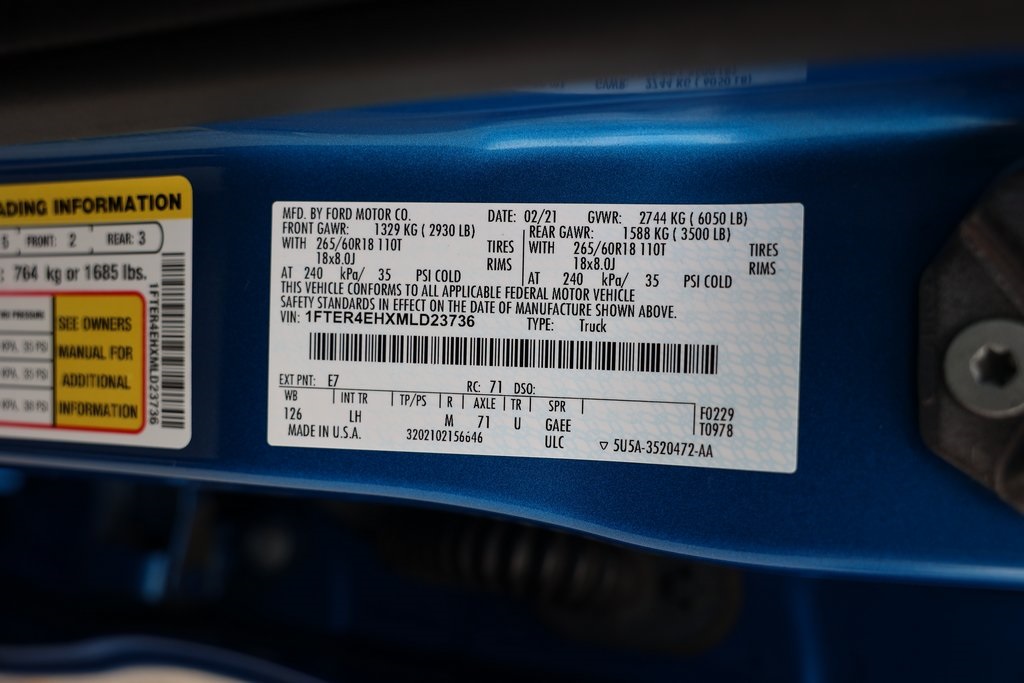 ADING INFORMATION
FRONT: 2 REAR: 3
764 kg or 1685 lbs.
SEE OWNERS
MANUAL FOR
ADDITIONAL
INFORMATION
1FTER4EHXMLD23736
MFD. BY FORD MOTOR CO. DATE: 02/21 GVWR: 2744 KG ( 6050 LB)
FRONT GAWR: 1329 KG ( 2930 LB) REAR GAWR: 1588 KG ( 3500 LB)
WITH 265/60R18 110T TIRES WITH 265/60R18 110T TIRES
18x8.0J RIMS 18x8.0J RIMS
AT 240 kPa/ 35 PSI COLD AT 240 kPa/ 35 PSI COLD
THIS VEHICLE CONFORMS TO ALL APPLICABLE FEDERAL MOTOR VEHICLE
SAFETY STANDARDS IN EFFECT ON THE DATE OF MANUFACTURE SHOWN ABOVE.
VIN: 1FTER4EHXMLD23736 TYPE: Truck
EXT PNT: E7 RC: 71 DSO:
WB INT TR TP/PS R AXLE TR SPR
126 LH M 71 U GAEE F0229
MADE IN U.S.A. 3202102156646 ULC T0978
5U5A-3520472-AA